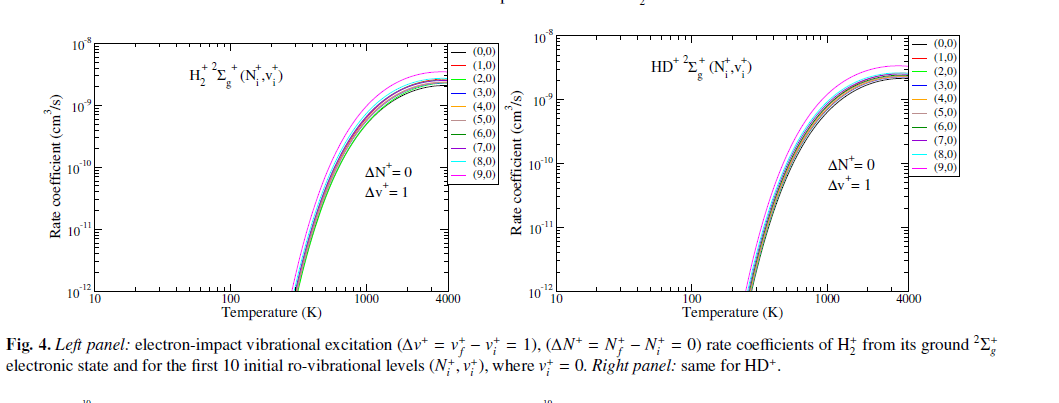 10⁻⁸
10⁻⁹
10⁻¹⁰
10⁻¹¹
10⁻¹²
Rate coefficient (cm³/s)
H₂⁺ ²Σg⁺ (Nᵢ⁺,vᵢ⁺)
ΔN⁺= 0
Δv⁺= 1
(0,0)
(1,0)
(2,0)
(3,0)
(4,0)
(5,0)
(6,0)
(7,0)
(8,0)
(9,0)
10 100 1000 4000
Temperature (K)
10⁻⁸
10⁻⁹
10⁻¹⁰
10⁻¹¹
10⁻¹²
Rate coefficient (cm³/s)
HD⁺ ²Σg⁺ (Nᵢ⁺,vᵢ⁺)
ΔN⁺= 0
Δv⁺= 1
(0,0)
(1,0)
(2,0)
(3,0)
(4,0)
(5,0)
(6,0)
(7,0)
(8,0)
(9,0)
10 100 1000 4000
Temperature (K)
Fig. 4. Left panel: electron-impact vibrational excitation (Δv⁺ = v_f⁺ − vᵢ⁺ = 1), (ΔN⁺ = N_f⁺ − Nᵢ⁺ = 0) rate coefficients of H₂⁺ from its ground ²Σg⁺
electronic state and for the first 10 initial ro-vibrational levels (Nᵢ⁺, vᵢ⁺), where vᵢ⁺ = 0. Right panel: same for HD⁺.